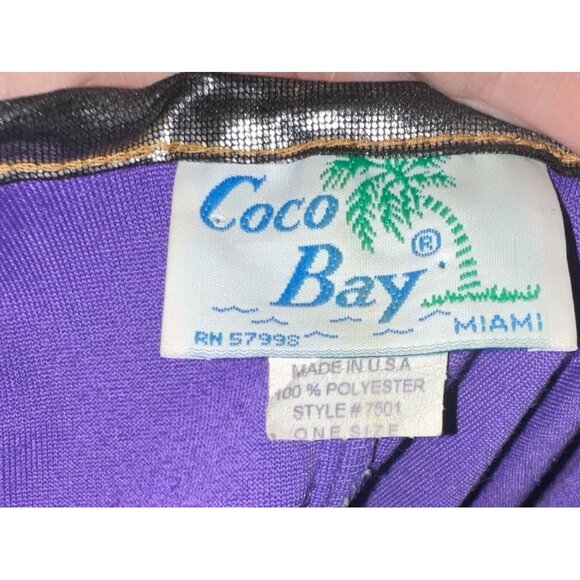 Coco
Bay ®
RN 57998
MIAMI
MADE IN U.S.A
100 % POLYESTER
STYLE # 7501
ONE SIZE